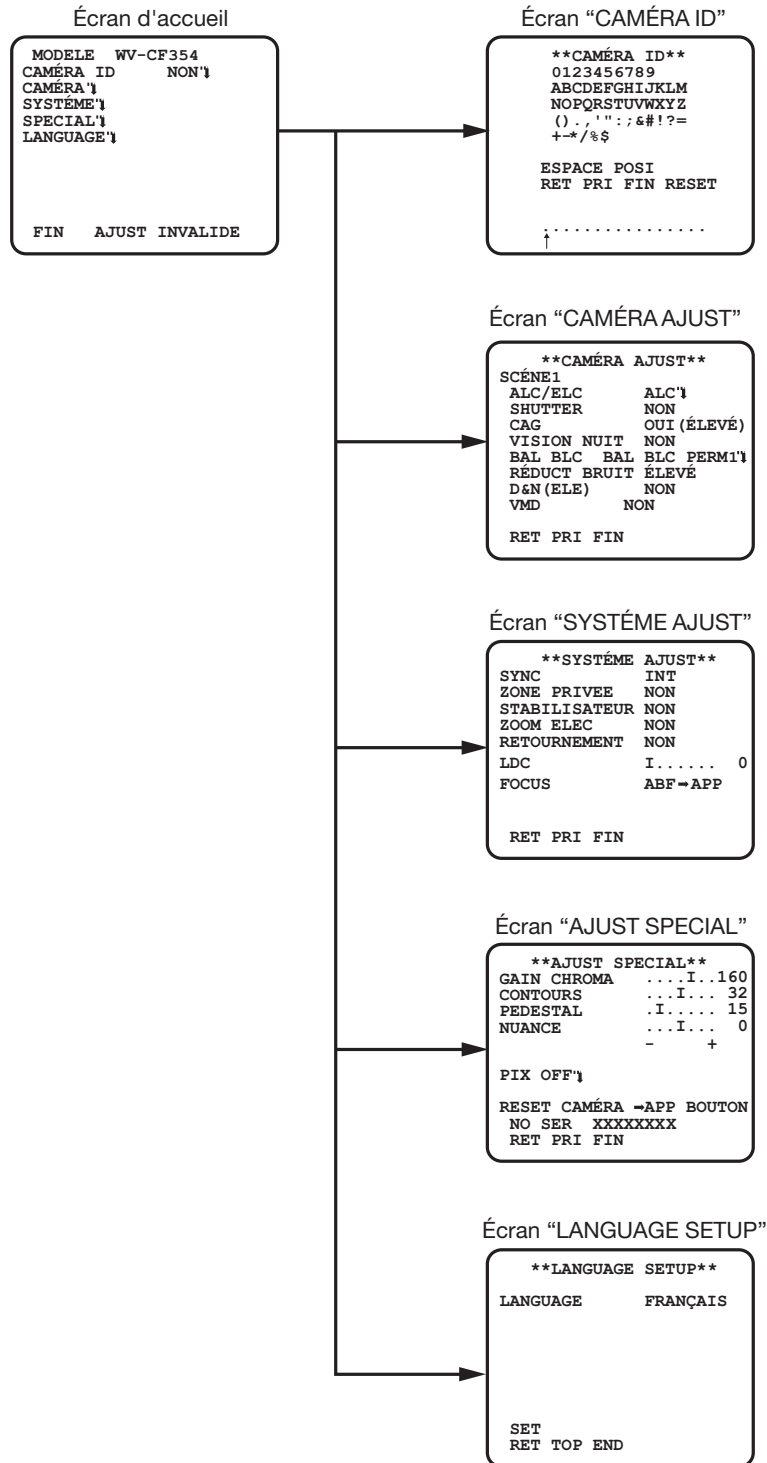 Écran d'accueil
MODELE WV-CF354
CAMÉRA ID NON
CAMÉRA
SYSTÉME
SPECIAL
LANGUAGE
FIN AJUST INVALIDE
Écran “CAMÉRA ID”
**CAMÉRA ID**
0123456789
ABCDEFGHIJKLM
NOPQRSTUVWXYZ
().,'":;&#!?=
+-*/%$
ESPACE POSI
RET PRI FIN RESET
................
↑
Écran “CAMÉRA AJUST”
**CAMÉRA AJUST**
SCÉNE1
ALC/ELC ALC
SHUTTER NON
CAG OUI(ÉLEVÉ)
VISION NUIT NON
BAL BLC BAL BLC PERM1
RÉDUCT BRUIT ÉLEVÉ
D&N(ELE) NON
VMD NON
RET PRI FIN
Écran “SYSTÉME AJUST”
**SYSTÉME AJUST**
SYNC INT
ZONE PRIVEE NON
STABILISATEUR NON
ZOOM ELEC NON
RETOURNEMENT NON
LDC I...... 0
FOCUS ABF→APP
RET PRI FIN
Écran “AJUST SPECIAL”
**AJUST SPECIAL**
GAIN CHROMA ....I..160
CONTOURS ...I... 32
PEDESTAL .I..... 15
NUANCE ...I... 0
- +
PIX OFF
RESET CAMÉRA →APP BOUTON
NO SER XXXXXXXX
RET PRI FIN
Écran “LANGUAGE SETUP”
**LANGUAGE SETUP**
LANGUAGE FRANÇAIS
SET
RET TOP END